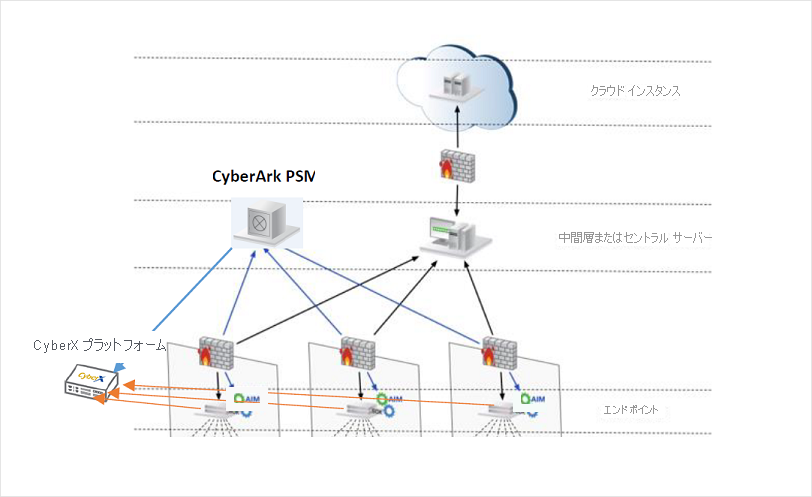 クラウド インスタンス
CyberArk PSM
中間層またはセントラル サーバー
CyberX プラットフォーム
CyberX
AIM
AIM
AIM
エンドポイント